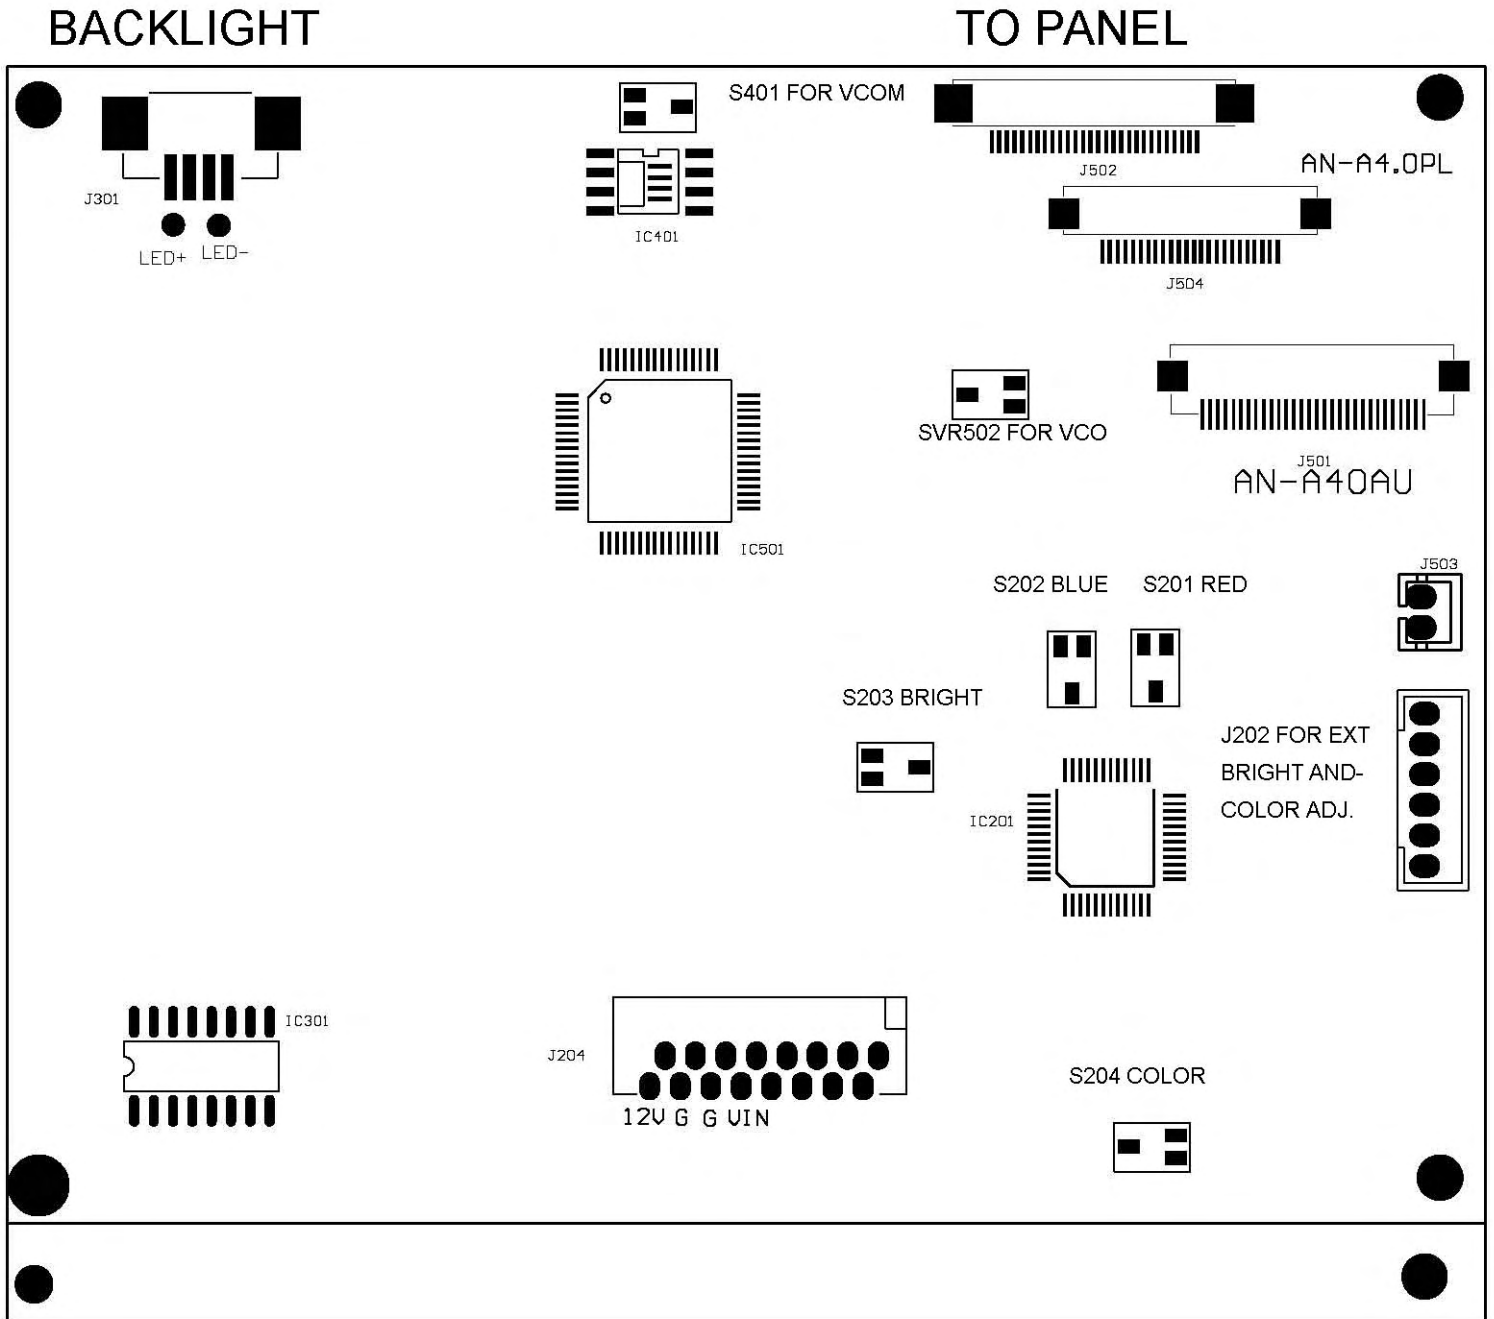 BACKLIGHT
TO PANEL
S401 FOR VCOM
J502
AN-A4.0PL
J301
LED+
LED-
IC401
J504
SVR502 FOR VCO
J501
AN-A40AU
IC501
J503
S202 BLUE
S201 RED
S203 BRIGHT
J202 FOR EXT
BRIGHT AND-
COLOR ADJ.
IC201
IC301
J204
12V G G VIN
S204 COLOR